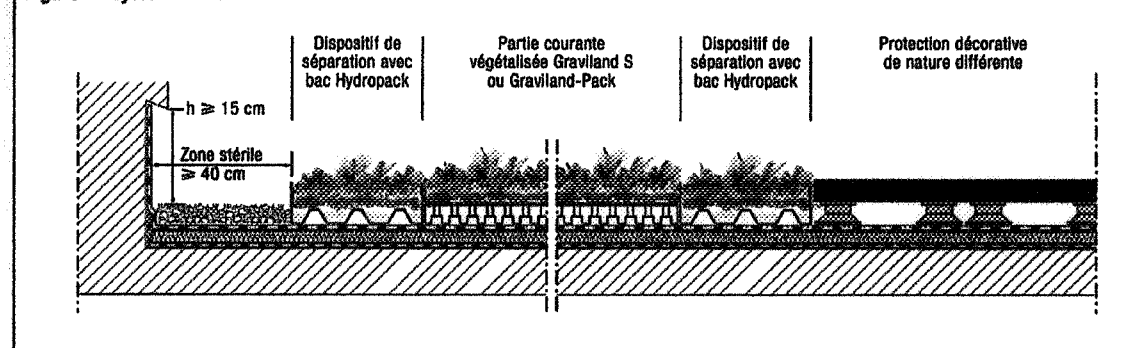 Dispositif de
séparation avec
bac Hydropack
Partie courante
végétalisée Graviland S
ou Graviland-Pack
Dispositif de
séparation avec
bac Hydropack
Protection décorative
de nature différente
h ⩾ 15 cm
Zone stérile
⩾ 40 cm